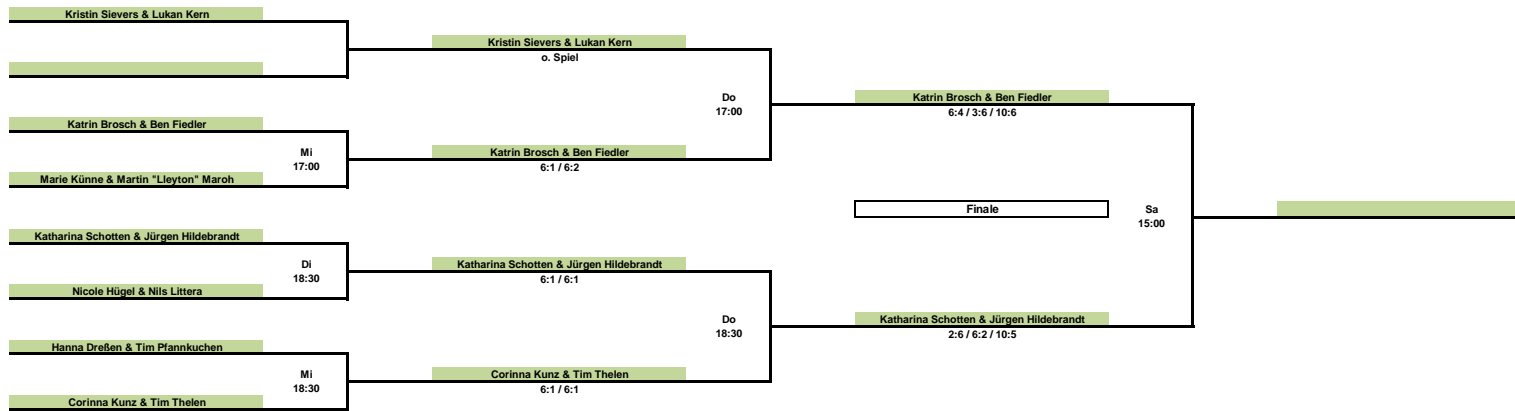 Kristin Sievers & Lukan Kern
Katrin Brosch & Ben Fiedler
Mi
17:00
Marie Künne & Martin "Lleyton" Maroh
Katharina Schotten & Jürgen Hildebrandt
Di
18:30
Nicole Hügel & Nils Littera
Hanna Dreßen & Tim Pfannkuchen
Mi
18:30
Corinna Kunz & Tim Thelen
Kristin Sievers & Lukan Kern
o. Spiel
Do
17:00
Katrin Brosch & Ben Fiedler
6:1 / 6:2
Katharina Schotten & Jürgen Hildebrandt
6:1 / 6:1
Do
18:30
Corinna Kunz & Tim Thelen
6:1 / 6:1
Katrin Brosch & Ben Fiedler
6:4 / 3:6 / 10:6
Finale
Sa
15:00
Katharina Schotten & Jürgen Hildebrandt
2:6 / 6:2 / 10:5